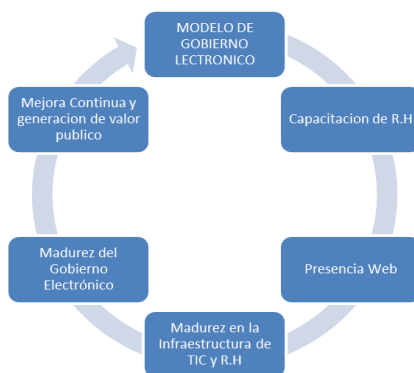 MODELO DE
GOBIERNO
LECTRONICO
Capacitacion de R.H
Presencia Web
Madurez en la
Infraestructura de
TIC y R.H
Madurez del
Gobierno
Electrónico
Mejora Continua y
generacion de valor
publico